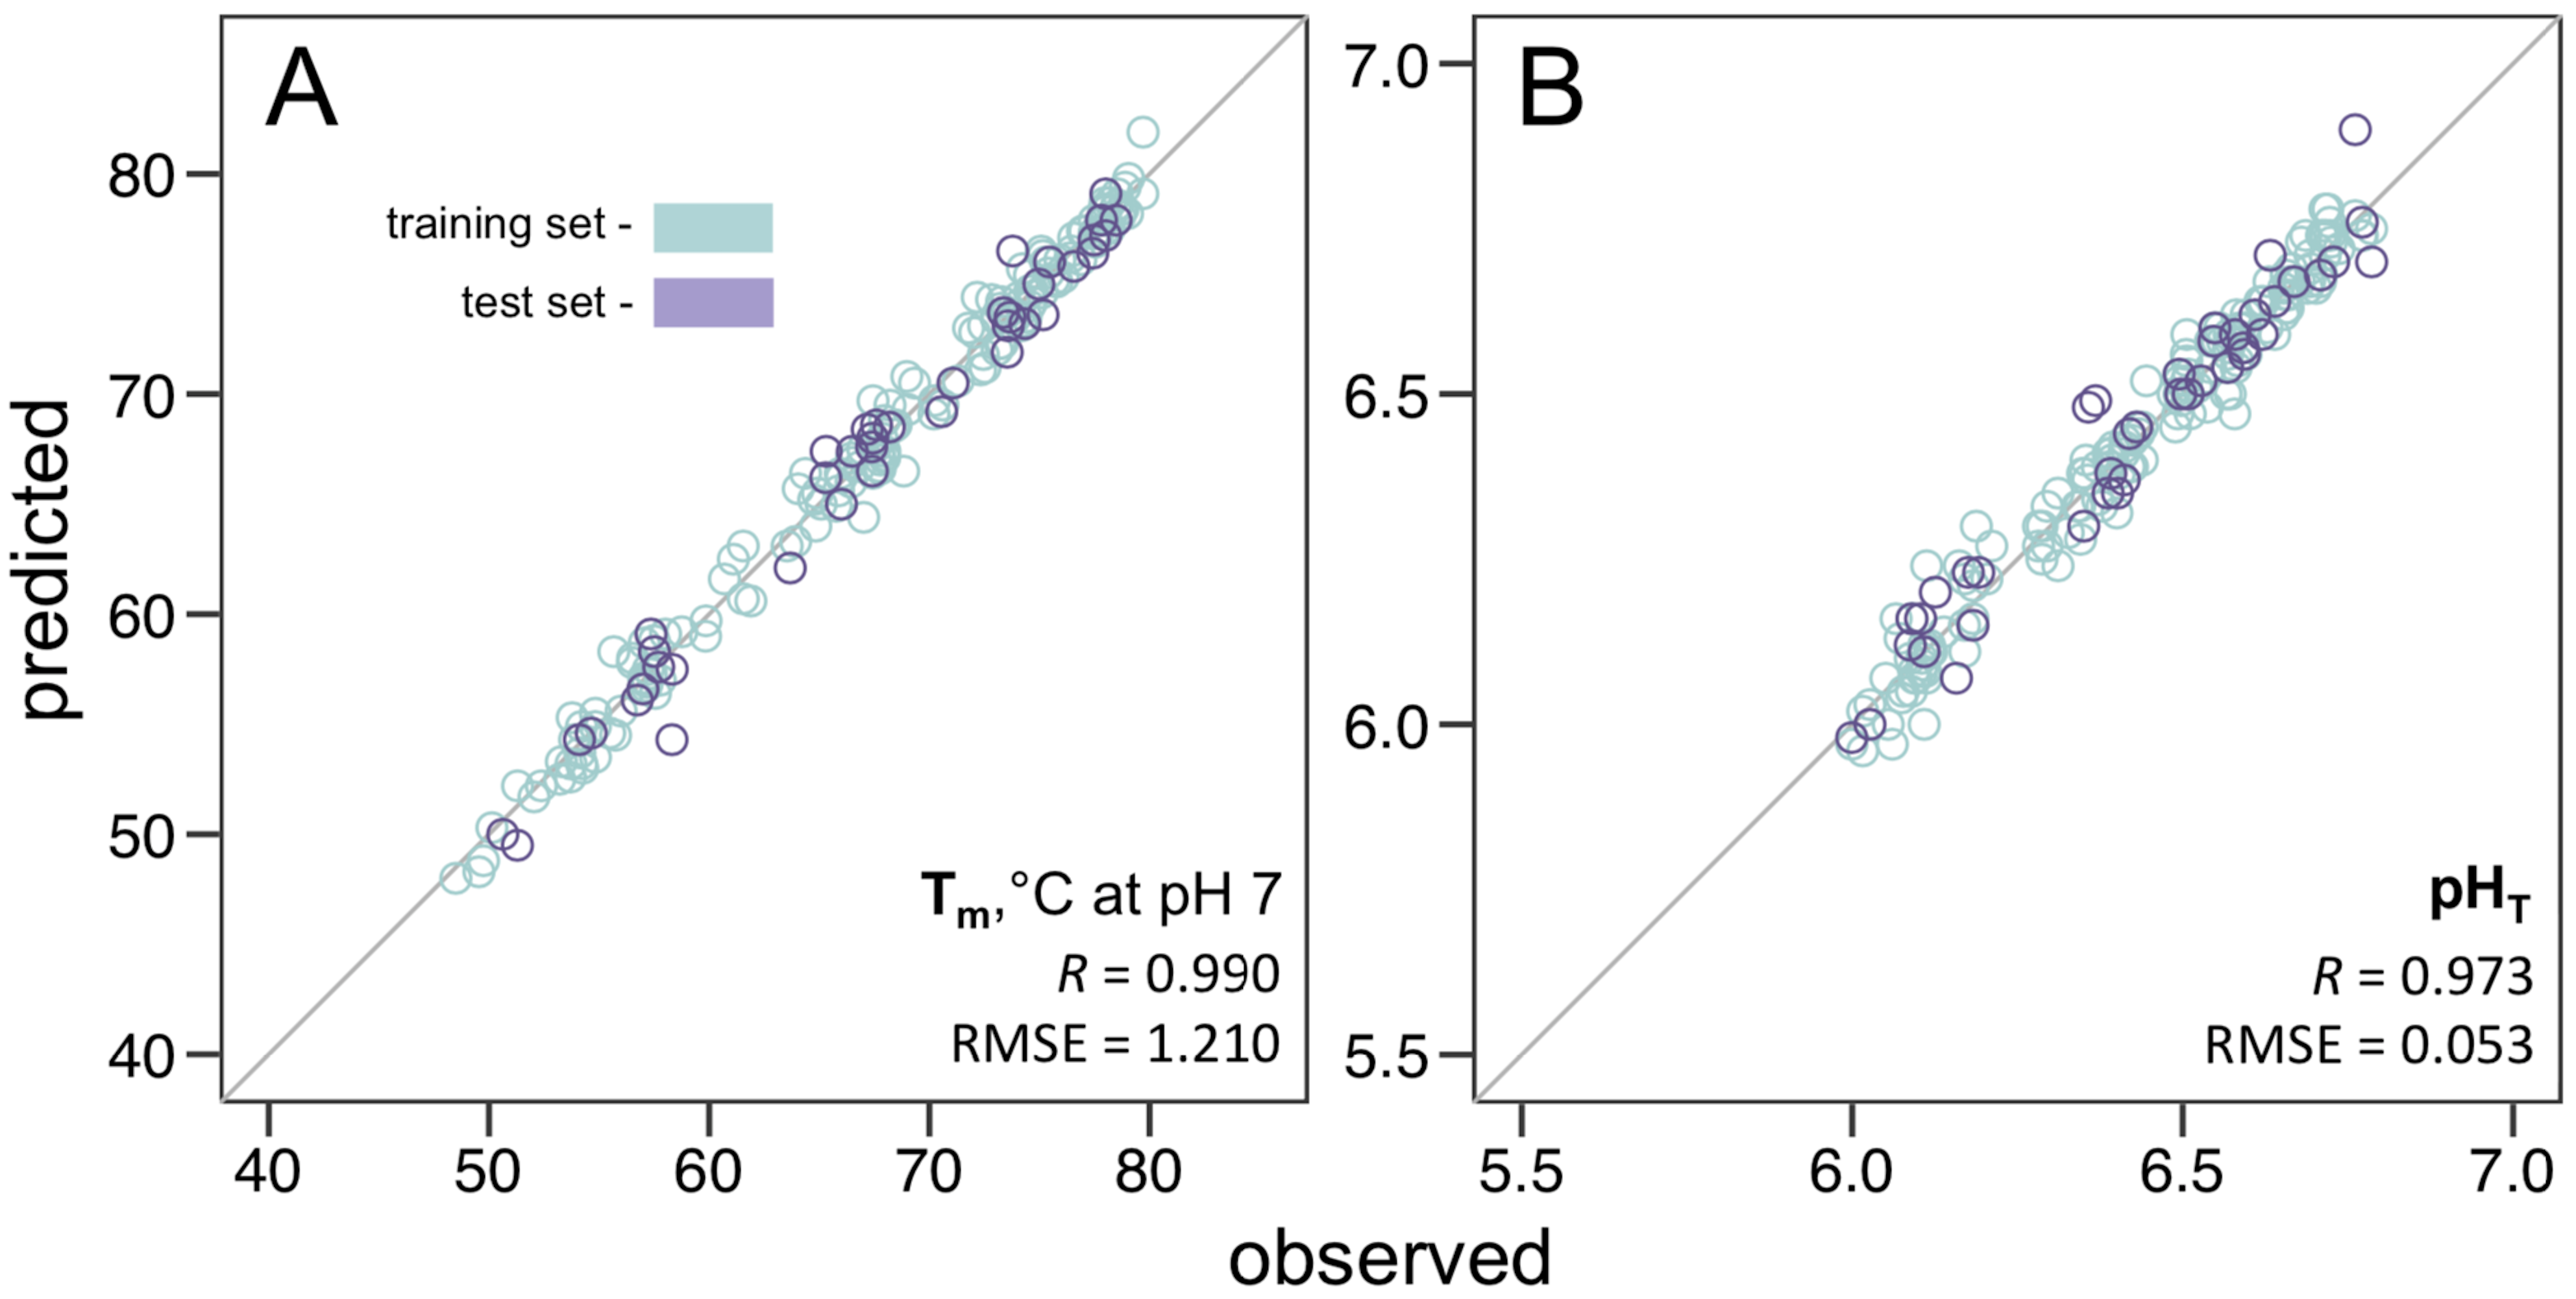 A
training set -
test set -
80
70
60
50
40
predicted
T_m, °C at pH 7
R = 0.990
RMSE = 1.210
40 50 60 70 80
B
7.0
6.5
6.0
5.5
pH_T
R = 0.973
RMSE = 0.053
5.5 6.0 6.5 7.0
observed